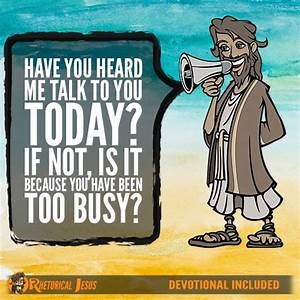 HAVE YOU HEARD
ME TALK TO YOU
TODAY?
IF NOT, IS IT
BECAUSE YOU HAVE BEEN
TOO BUSY?
RHETORICAL JESUS
DEVOTIONAL INCLUDED